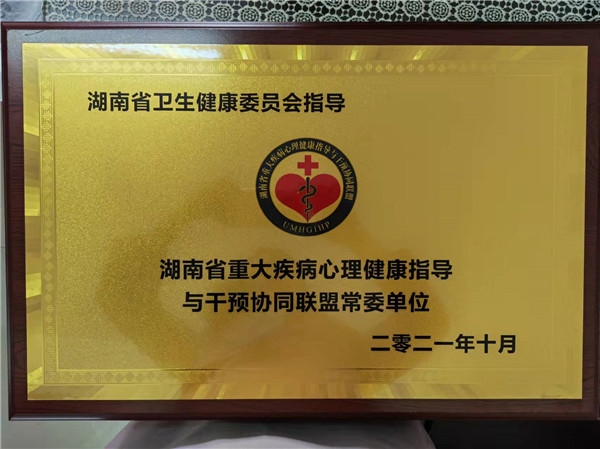 湖南省卫生健康委员会指导
湖南省重大疾病心理健康指导与干预协同联盟
UMHGIHP
湖南省重大疾病心理健康指导
与干预协同联盟常委单位
二零二一年十月